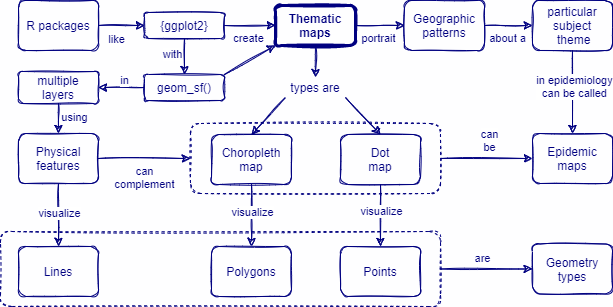 R packages
like
{ggplot2}
create
Thematic
maps
portrait
Geographic
patterns
about a
particular
subject
theme
with
multiple
layers
in
geom_sf()
types are
in epidemiology
can be called
using
Physical
features
can
complement
Choropleth
map
Dot
map
can
be
Epidemic
maps
visualize
visualize
visualize
Lines
Polygons
Points
are
Geometry
types